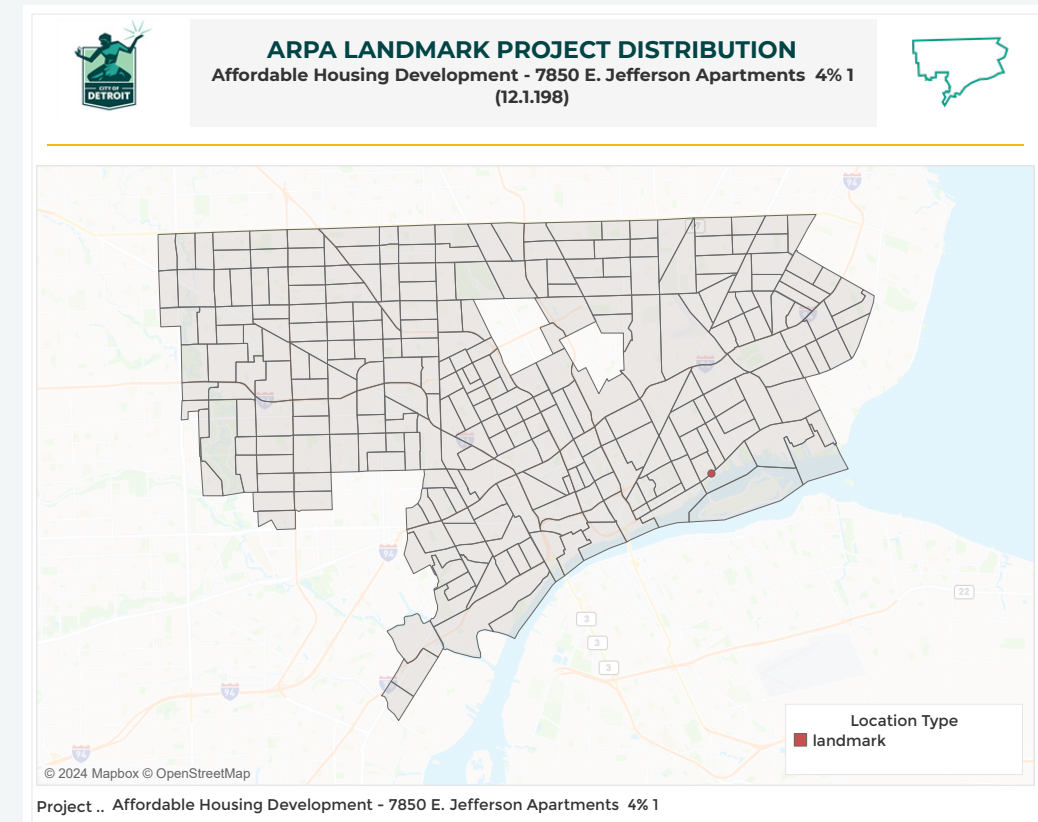 CITY OF
DETROIT
ARPA LANDMARK PROJECT DISTRIBUTION
Affordable Housing Development - 7850 E. Jefferson Apartments 4% 1
(12.1.198)
94
94
94
94
22
3
3
3
Location Type
landmark
© 2024 Mapbox © OpenStreetMap
Project .. Affordable Housing Development - 7850 E. Jefferson Apartments 4% 1